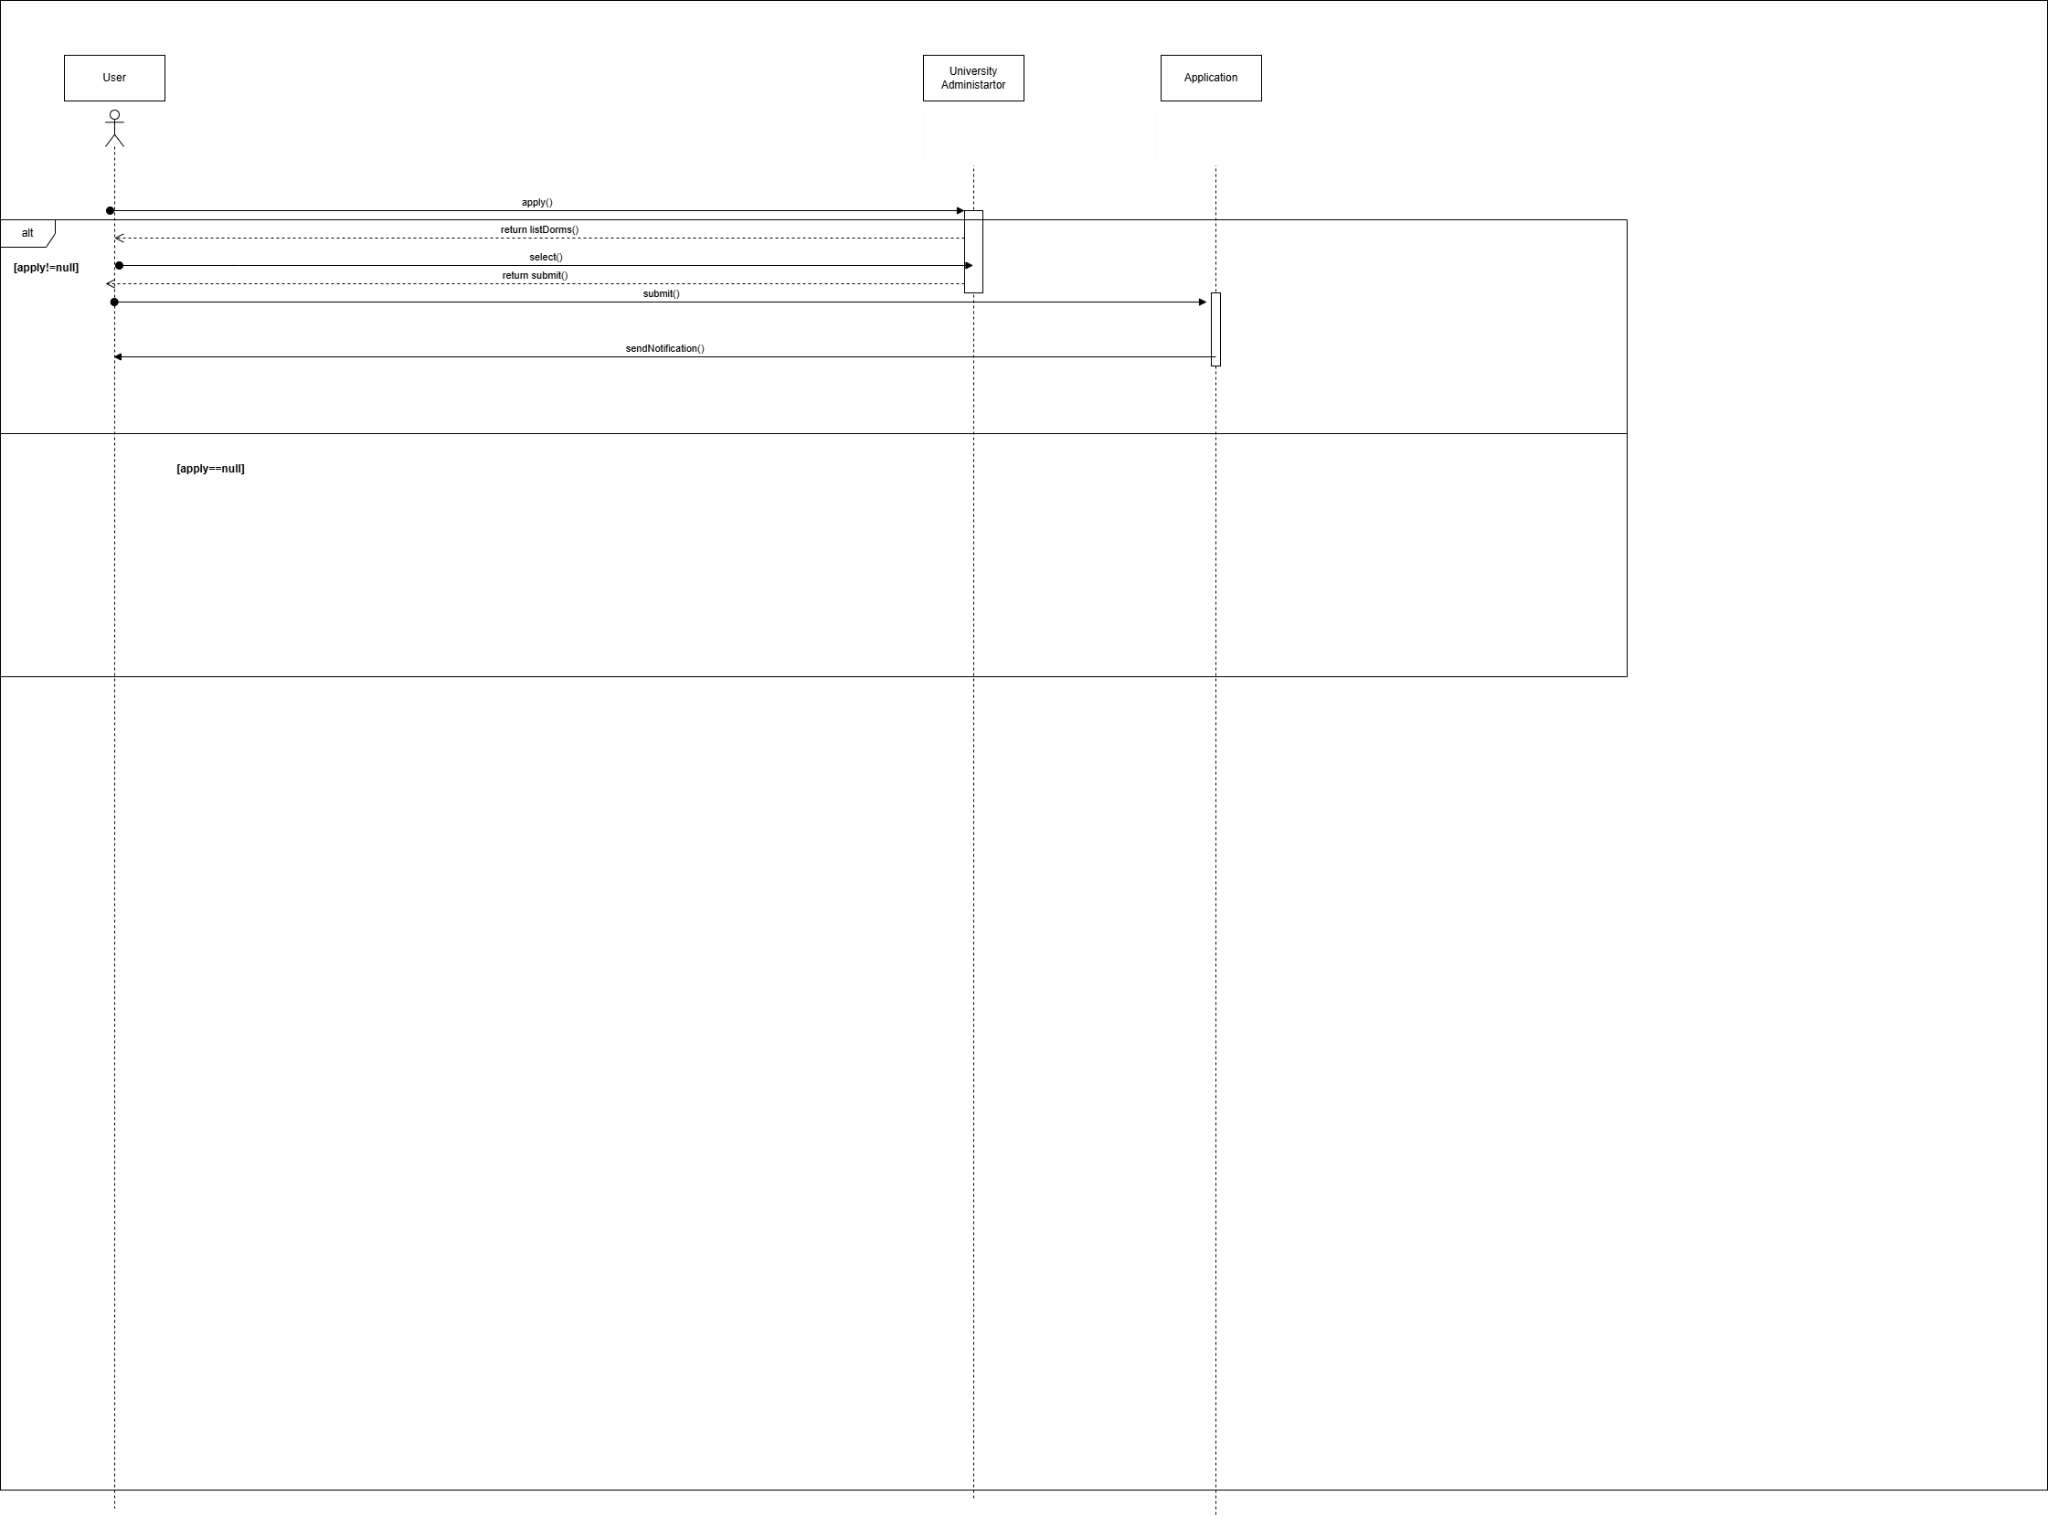 User
University
Administartor
Application
apply()
alt
return listDorms()
select()
[apply!=null]
return submit()
submit()
sendNotification()
[apply==null]